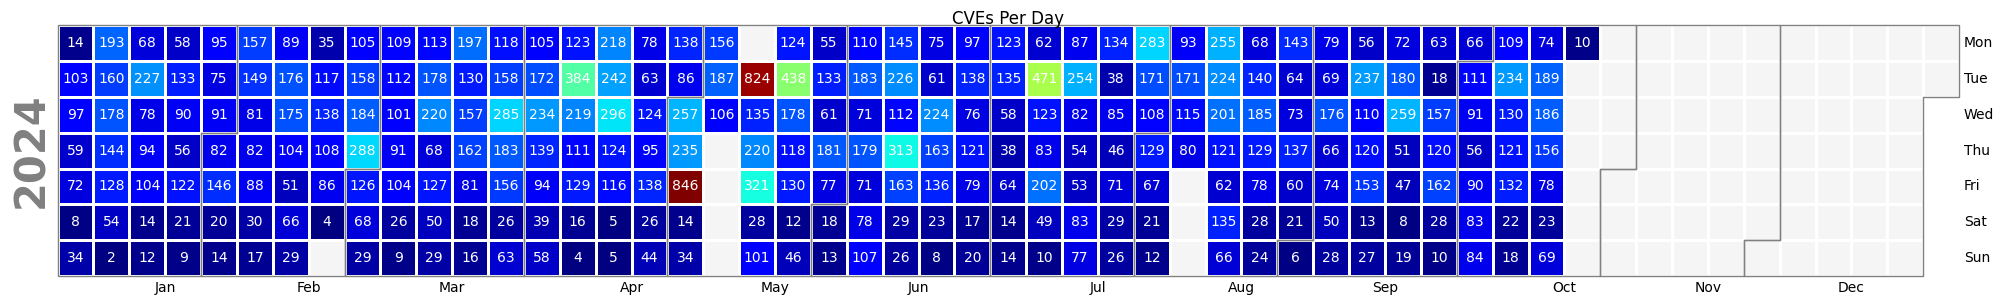 CVEs Per Day
14 193 68 58 95 157 89 35 105 109 113 197 118 105 123 218 78 138 156 124 55 110 145 75 97 123 62 87 134 283 93 255 68 143 79 56 72 63 66 109 74 10 Mon
103 160 227 133 75 149 176 117 158 112 178 130 158 172 384 242 63 86 187 824 438 133 183 226 61 138 135 471 254 38 171 171 224 140 64 69 237 180 18 111 234 189 Tue
97 178 78 90 91 81 175 138 184 101 220 157 285 234 219 296 124 257 106 135 178 61 71 112 224 76 58 123 82 85 108 115 201 185 73 176 110 259 157 91 130 186 Wed
59 144 94 56 82 82 104 108 288 91 68 162 183 139 111 124 95 235 220 118 181 179 313 163 121 38 83 54 46 129 80 121 129 137 66 120 51 120 56 121 156 Thu
72 128 104 122 146 88 51 86 126 104 127 81 156 94 129 116 138 846 321 130 77 71 163 136 79 64 202 53 71 67 62 78 60 74 153 47 162 90 132 78 Fri
8 54 14 21 20 30 66 4 68 26 50 18 26 39 16 5 26 14 28 12 18 78 29 23 17 14 49 83 29 21 135 28 21 50 13 8 28 83 22 23 Sat
34 2 12 9 14 17 29 29 9 29 16 63 58 4 5 44 34 101 46 13 107 26 8 20 14 10 77 26 12 66 24 6 28 27 19 10 84 18 69 Sun
2024
Jan Feb Mar Apr May Jun Jul Aug Sep Oct Nov Dec